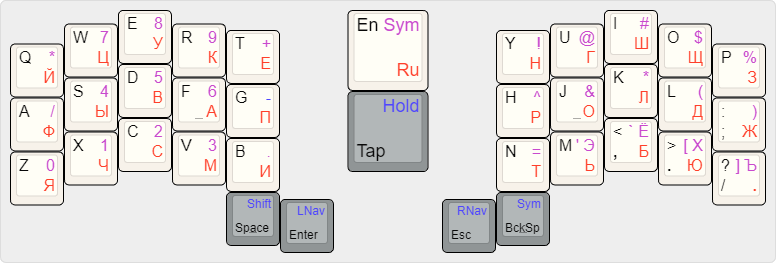 Q *
Й
W 7
Ц
E 8
У
R 9
К
T +
Е
En Sym
Ru
Y !
Н
U @
Г
I #
Ш
O $
Щ
P %
З
A /
Ф
S 4
Ы
D 5
В
F 6
_ А
G -
П
Hold
Tap
H ^
Р
J &
_ О
K *
Л
L (
Д
: )
; Ж
Z 0
Я
X 1
Ч
C 2
С
V 3
М
B .
И
N =
Т
M ' Э
Ь
< ` Ё
, Б
> [ Х
. Ю
? ] Ъ
/ .
Shift
Space
LNav
Enter
RNav
Esc
Sym
BckSp